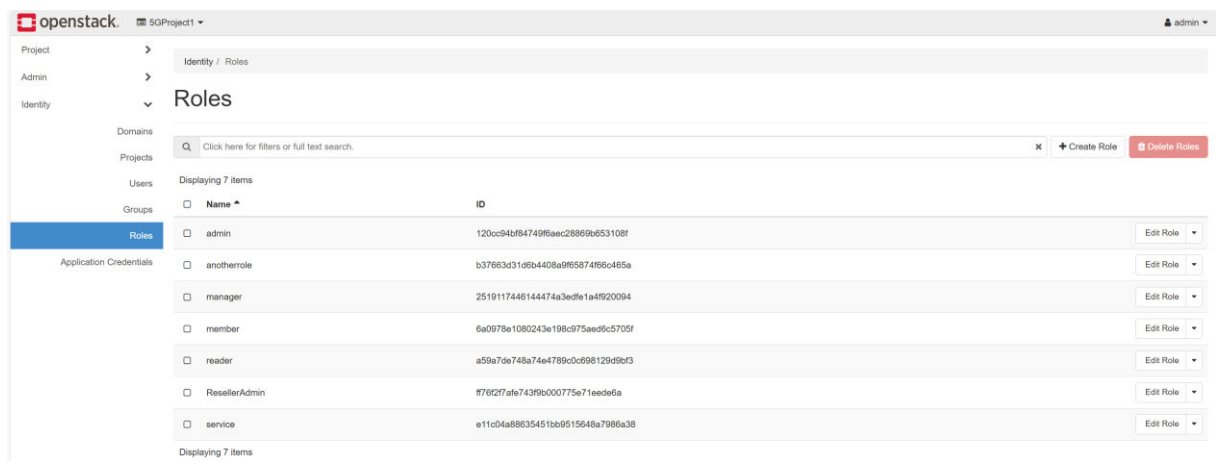 openstack. 5GProject1 admin
Project
Admin
Identity
Domains
Projects
Users
Groups
Roles
Application Credentials
Identity / Roles
Roles
Click here for filters or full text search. Create Role Delete Roles
Displaying 7 items
Name ID
admin 120cc94bf84749f6aec28869b653108f Edit Role
anotherrole b37663d31d6b4408a9f65874f66c465a Edit Role
manager 2519117446144474a3edfe1a4f920094 Edit Role
member 6a0978e1080243e198c975aed6c5705f Edit Role
reader a59a7de748a74e4789c0c698129d9bf3 Edit Role
ResellerAdmin ff76f2f7afe743f9b000775e71eede6a Edit Role
service e11c04a88635451bb9515648a7986a38 Edit Role
Displaying 7 items